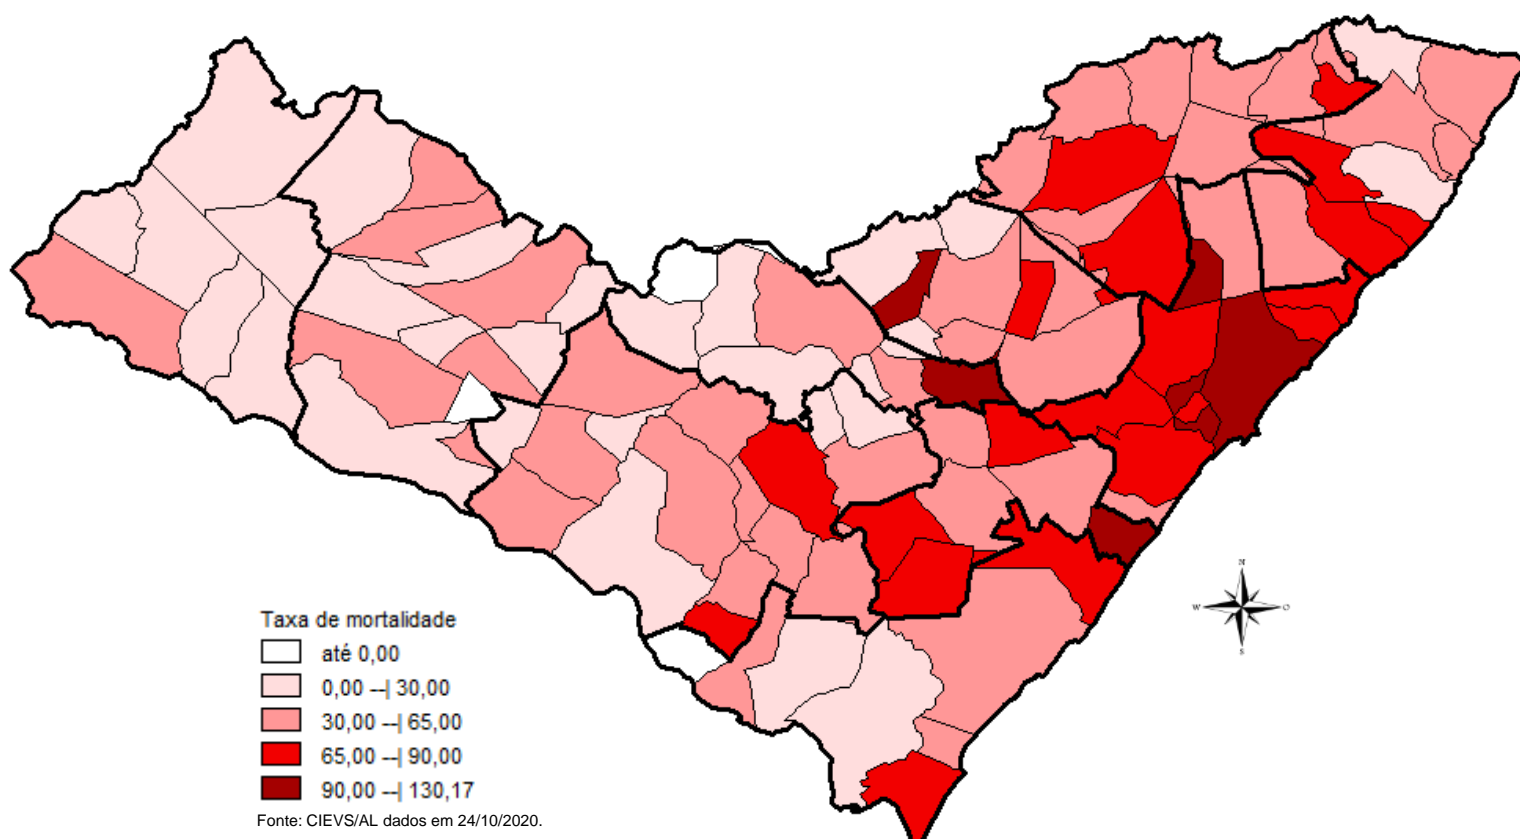 N
W
O
S
Taxa de mortalidade
até 0,00
0,00 --| 30,00
30,00 --| 65,00
65,00 --| 90,00
90,00 --| 130,17
Fonte: CIEVS/AL dados em 24/10/2020.